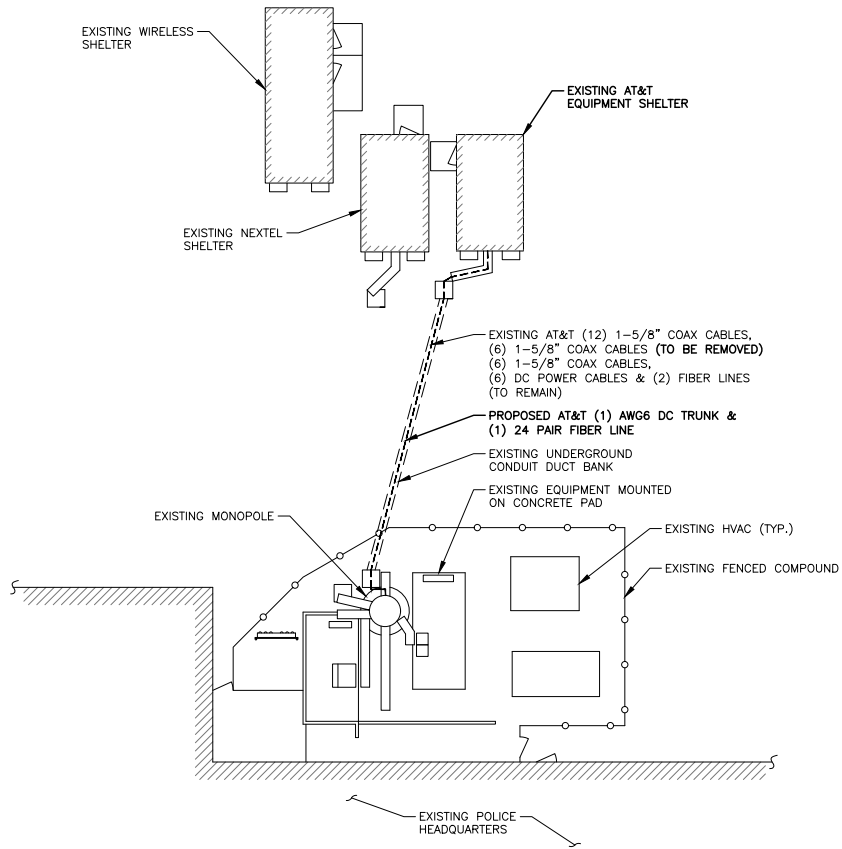 EXISTING WIRELESS
SHELTER
EXISTING AT&T
EQUIPMENT SHELTER
EXISTING NEXTEL
SHELTER
EXISTING AT&T (12) 1-5/8" COAX CABLES,
(6) 1-5/8" COAX CABLES (TO BE REMOVED)
(6) 1-5/8" COAX CABLES,
(6) DC POWER CABLES & (2) FIBER LINES
(TO REMAIN)
PROPOSED AT&T (1) AWG6 DC TRUNK &
(1) 24 PAIR FIBER LINE
EXISTING UNDERGROUND
CONDUIT DUCT BANK
EXISTING EQUIPMENT MOUNTED
ON CONCRETE PAD
EXISTING MONOPOLE
EXISTING HVAC (TYP.)
EXISTING FENCED COMPOUND
EXISTING POLICE
HEADQUARTERS